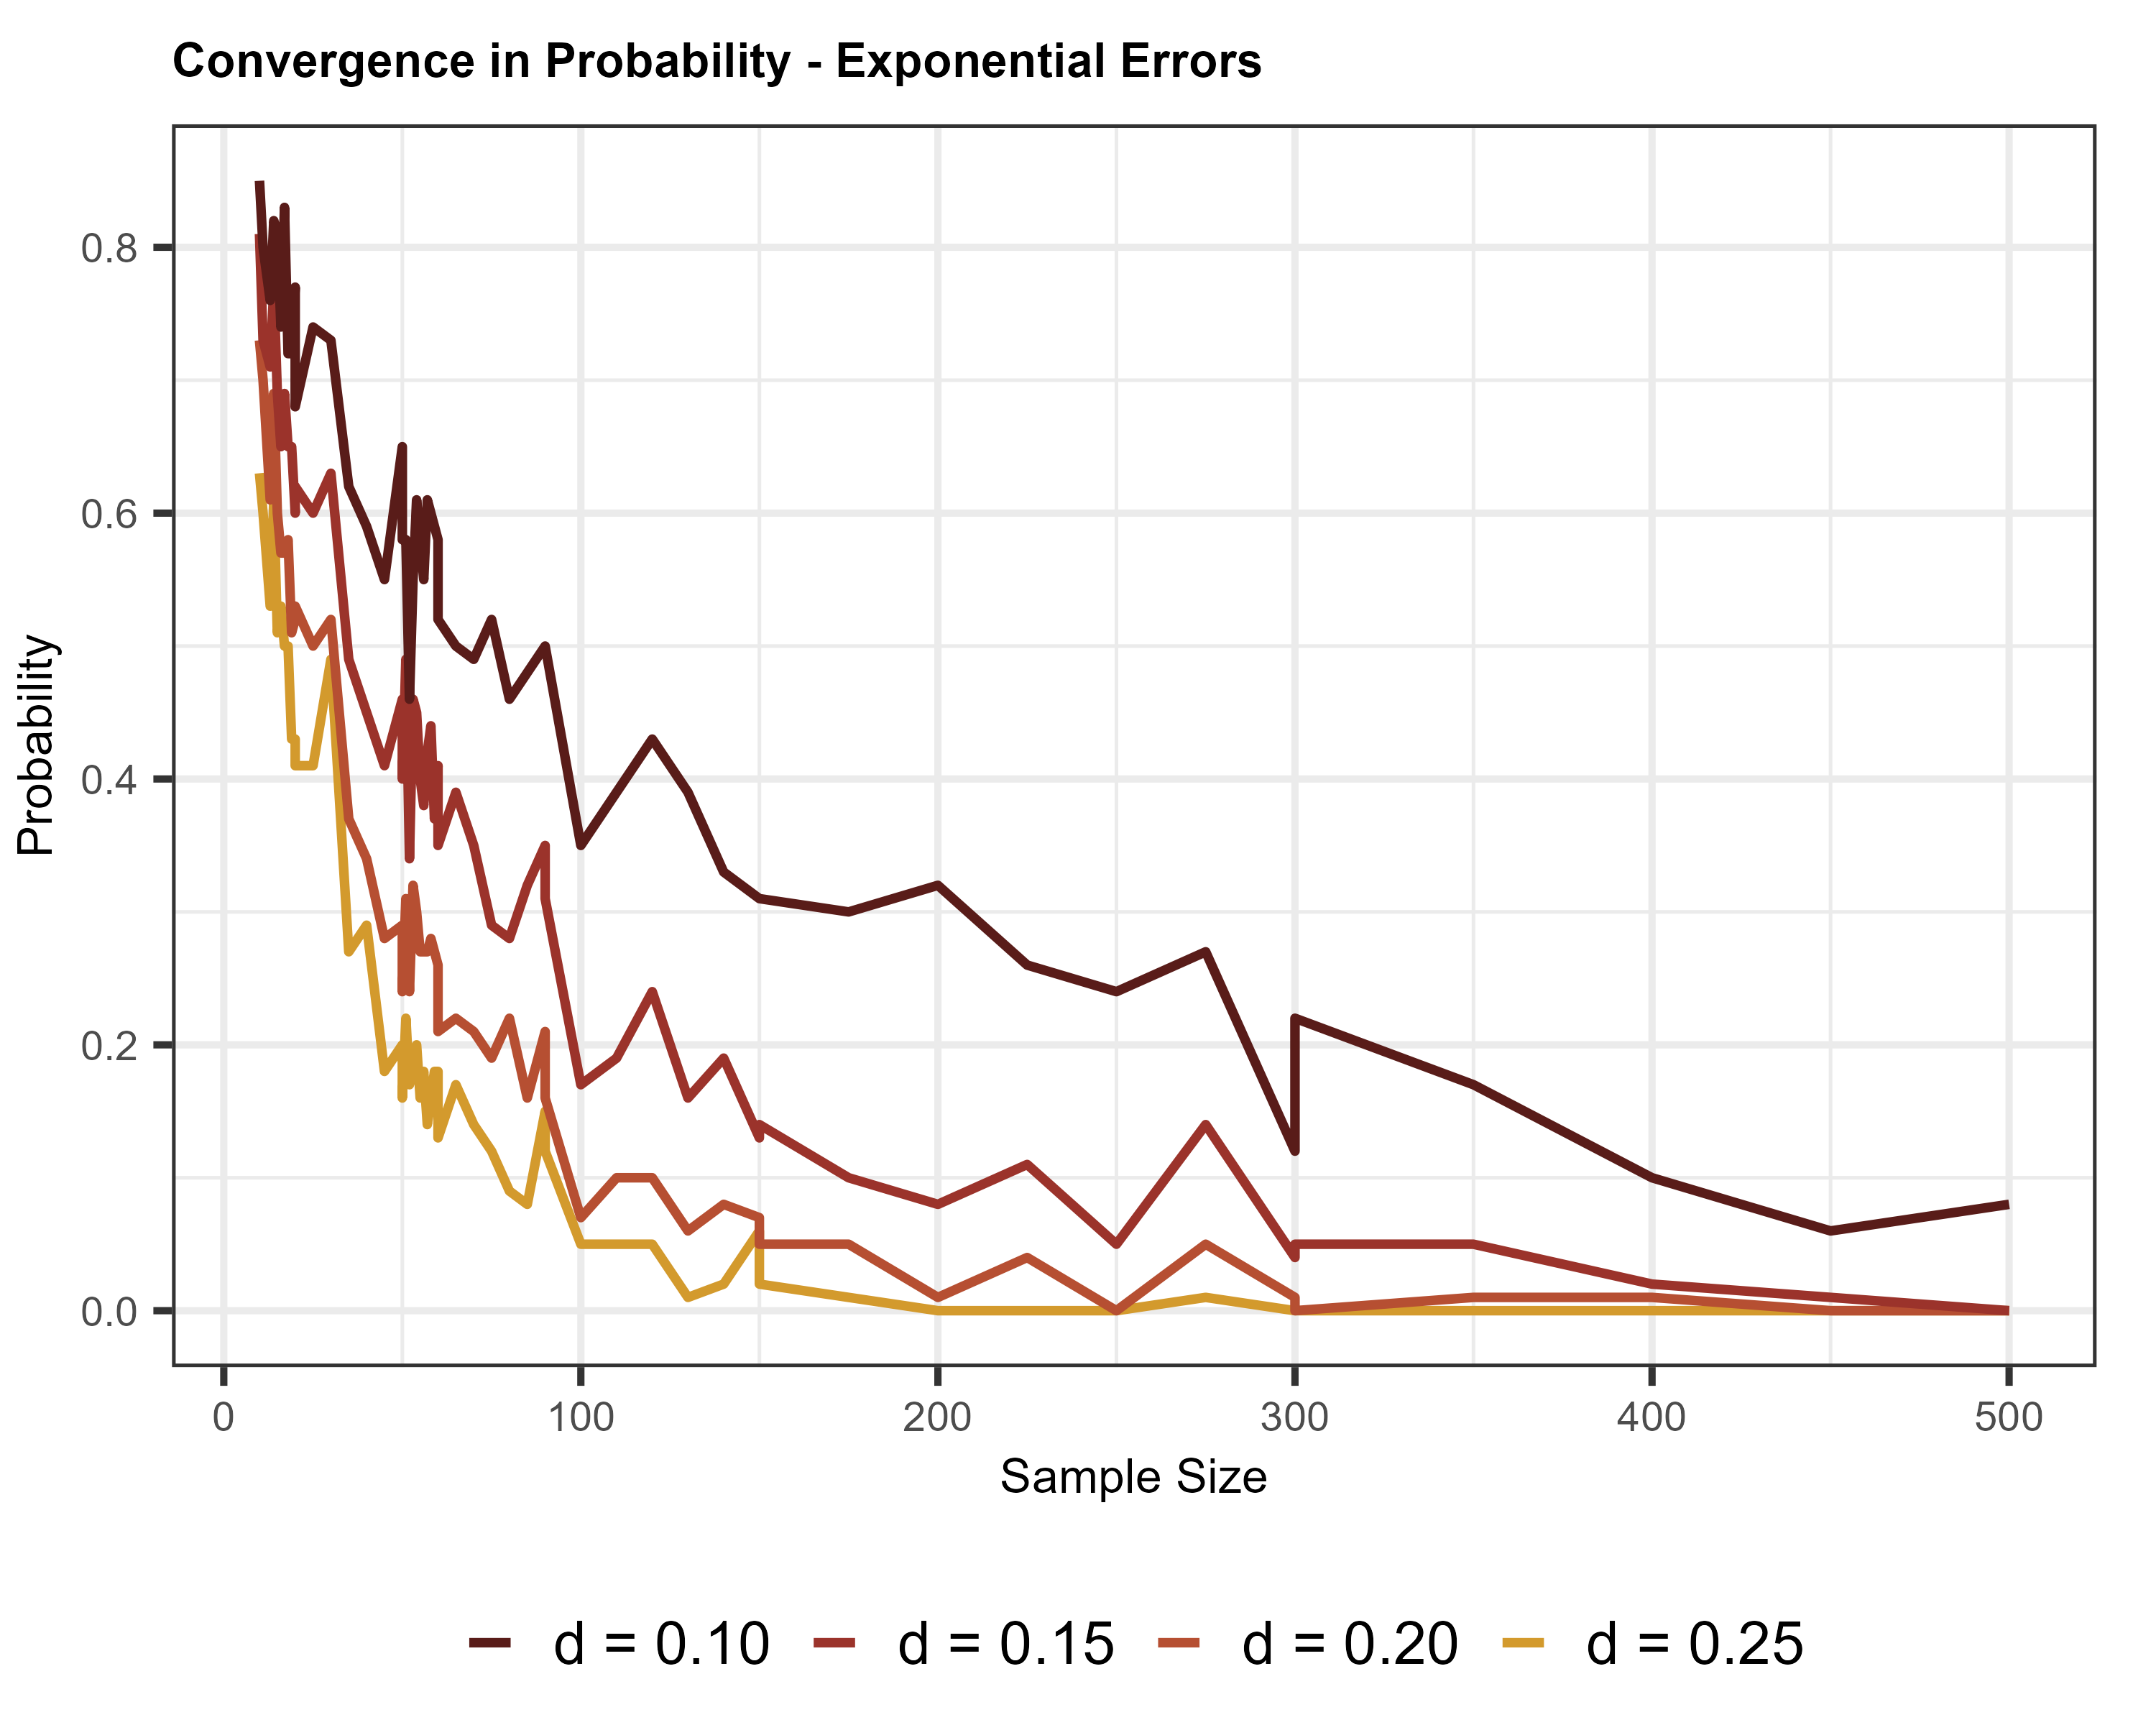 Convergence in Probability - Exponential Errors
Probability
0.8
0.6
0.4
0.2
0.0
0 100 200 300 400 500
Sample Size
d = 0.10 d = 0.15 d = 0.20 d = 0.25